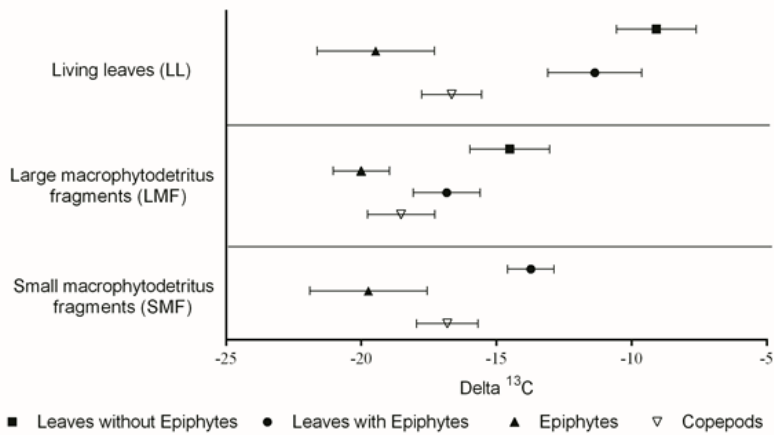 Living leaves (LL)
Large macrophytodetritus
fragments (LMF)
Small macrophytodetritus
fragments (SMF)
-25 -20 -15 -10 -5
Delta ¹³C
Leaves without Epiphytes Leaves with Epiphytes Epiphytes Copepods